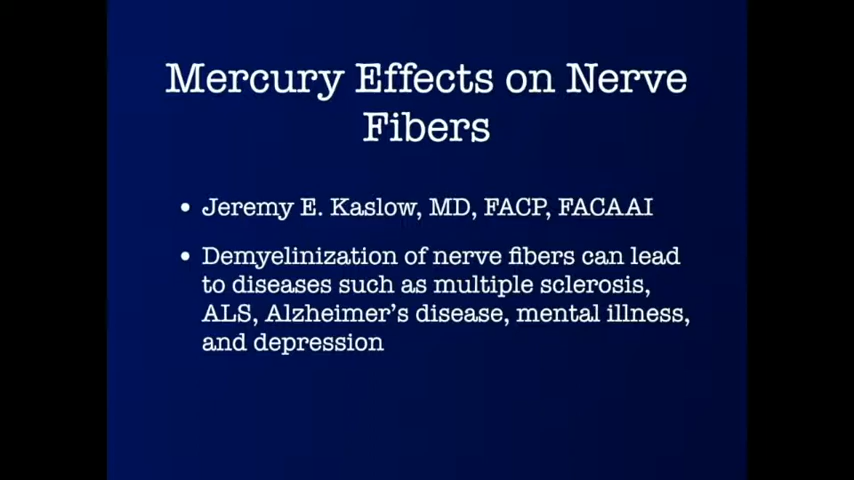 Mercury Effects on Nerve
Fibers
• Jeremy E. Kaslow, MD, FACP, FACAAI
• Demyelinization of nerve fibers can lead
to diseases such as multiple sclerosis,
ALS, Alzheimer's disease, mental illness,
and depression